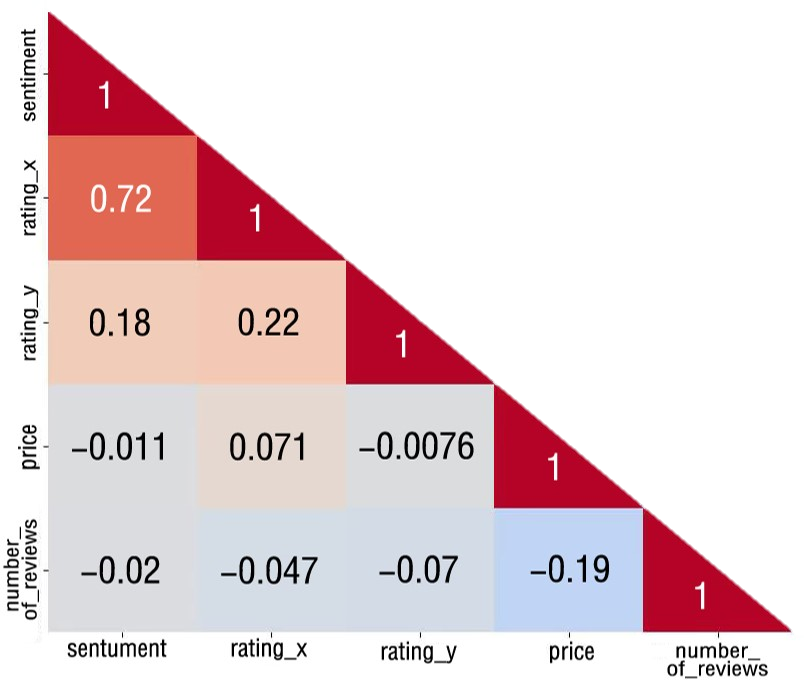 sentiment
1
rating_x
0.72
1
rating_y
0.18
0.22
1
price
−0.011
0.071
−0.0076
1
number_
of_reviews
−0.02
−0.047
−0.07
−0.19
1
sentument
rating_x
rating_y
price
number_
of_reviews